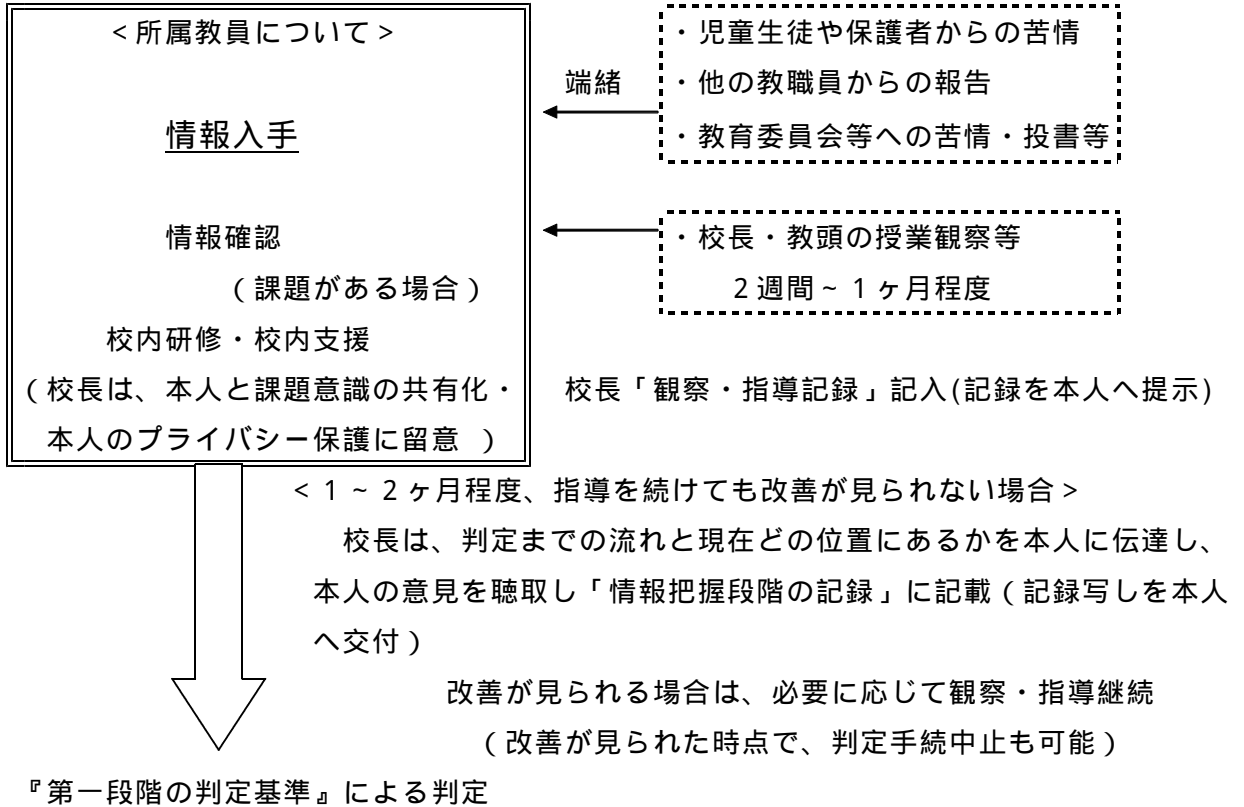 ＜所属教員について＞
・児童生徒や保護者からの苦情
端緒
・他の教職員からの報告
情報入手
・教育委員会等への苦情・投書等
情報確認
・校長・教頭の授業観察等
（課題がある場合）
２週間～１ヶ月程度
校内研修・校内支援
（校長は、本人と課題意識の共有化・
校長「観察・指導記録」記入(記録を本人へ提示)
本人のプライバシー保護に留意　）
＜１～２ヶ月程度、指導を続けても改善が見られない場合＞
校長は、判定までの流れと現在どの位置にあるかを本人に伝達し、
本人の意見を聴取し「情報把握段階の記録」に記載（記録写しを本人
へ交付）
改善が見られる場合は、必要に応じて観察・指導継続
（改善が見られた時点で、判定手続中止も可能）
『第一段階の判定基準』による判定